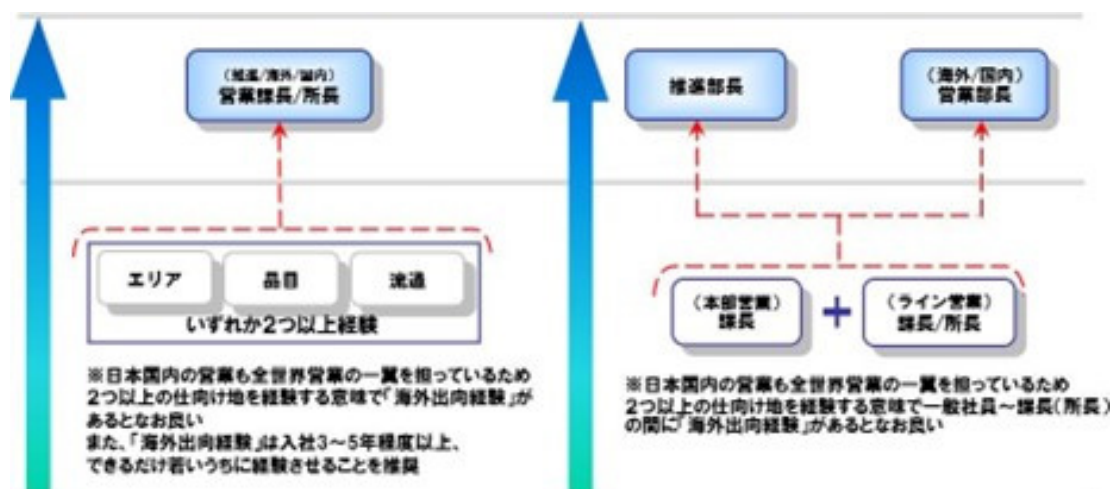 (推進/海外/国内)
営業課長/所長
エリア
品目
流通
いずれか2つ以上経験
※日本国内の営業も全世界営業の一翼を担っているため
2つ以上の仕向け地を経験する意味で「海外出向経験」が
あるとなお良い
また、「海外出向経験」は入社3～5年程度以上、
できるだけ若いうちに経験させることを推奨
推進部長
(海外/国内)
営業部長
(本部営業)
課長
+
(ライン営業)
課長/所長
※日本国内の営業も全世界営業の一翼を担っているため
2つ以上の仕向け地を経験する意味で一般社員～課長(所長)
の間に「海外出向経験」があるとなお良い